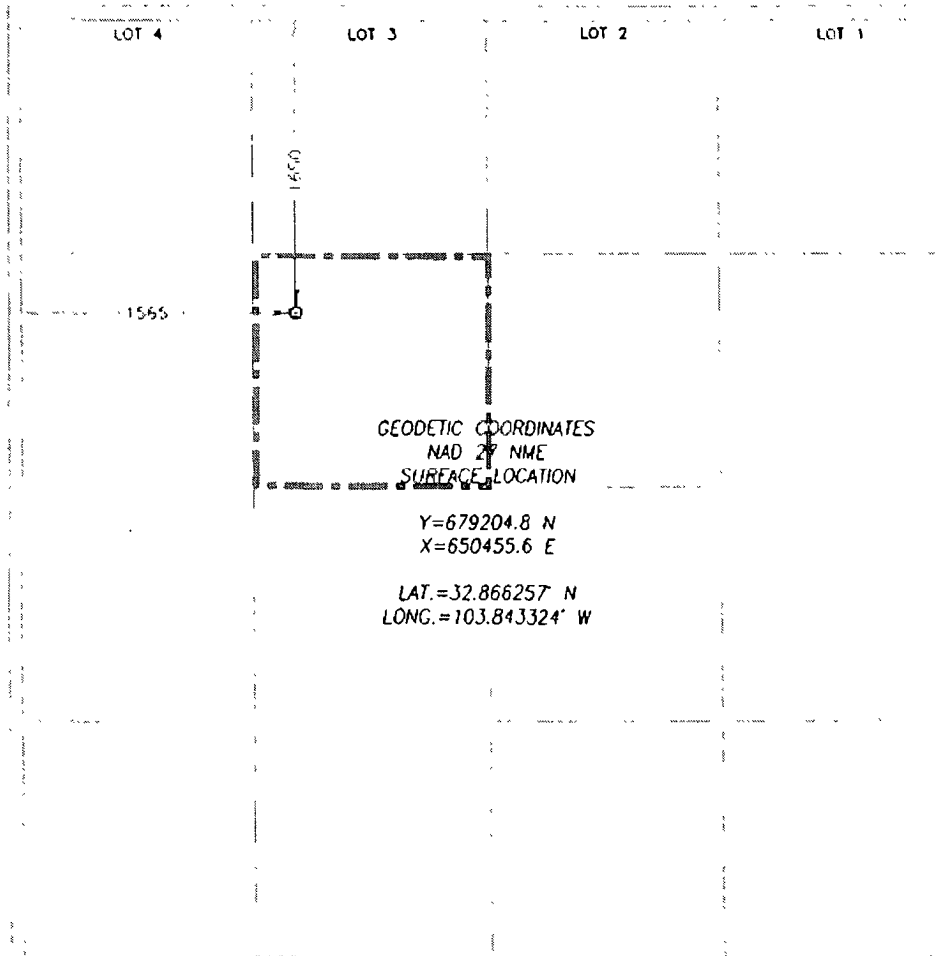 LOT 4 LOT 3 LOT 2 LOT 1
1650
1565
GEODETIC COORDINATES
NAD 27 NME
SURFACE LOCATION
Y=679204.8 N
X=650455.6 E
LAT.=32.866257° N
LONG.=103.843324° W